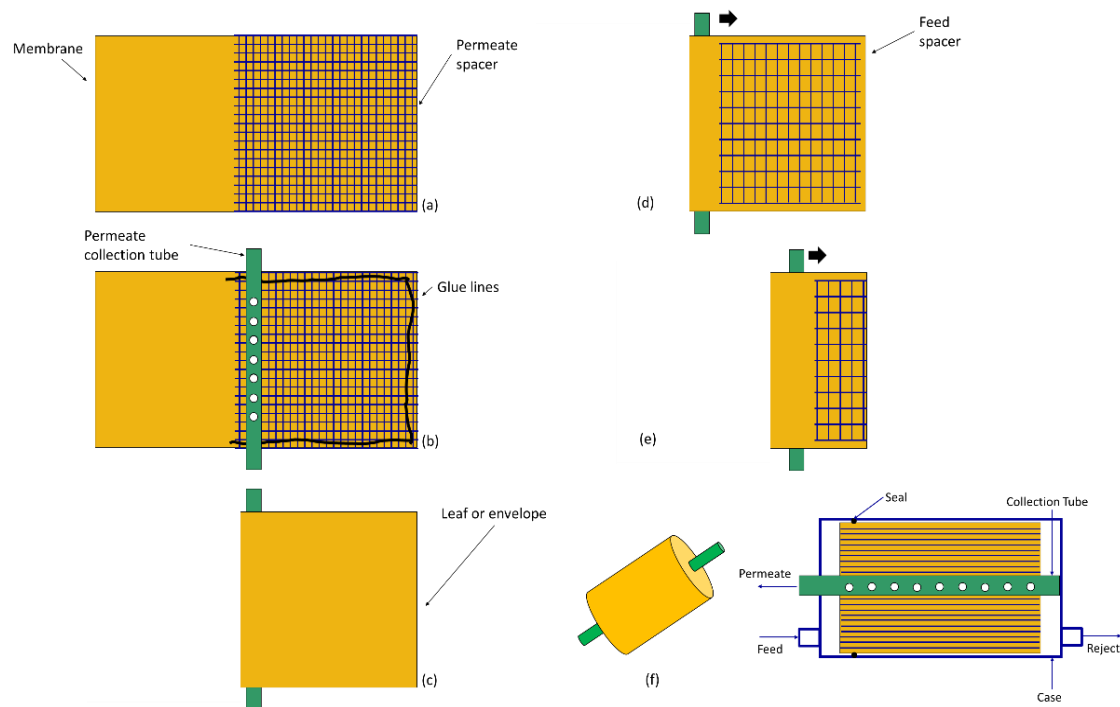 Membrane
Permeate
spacer
(a)
Feed
spacer
(d)
Permeate
collection tube
Glue lines
(b)
(e)
Leaf or envelope
(c)
Seal
Collection Tube
Permeate
Feed
Reject
(f)
Case